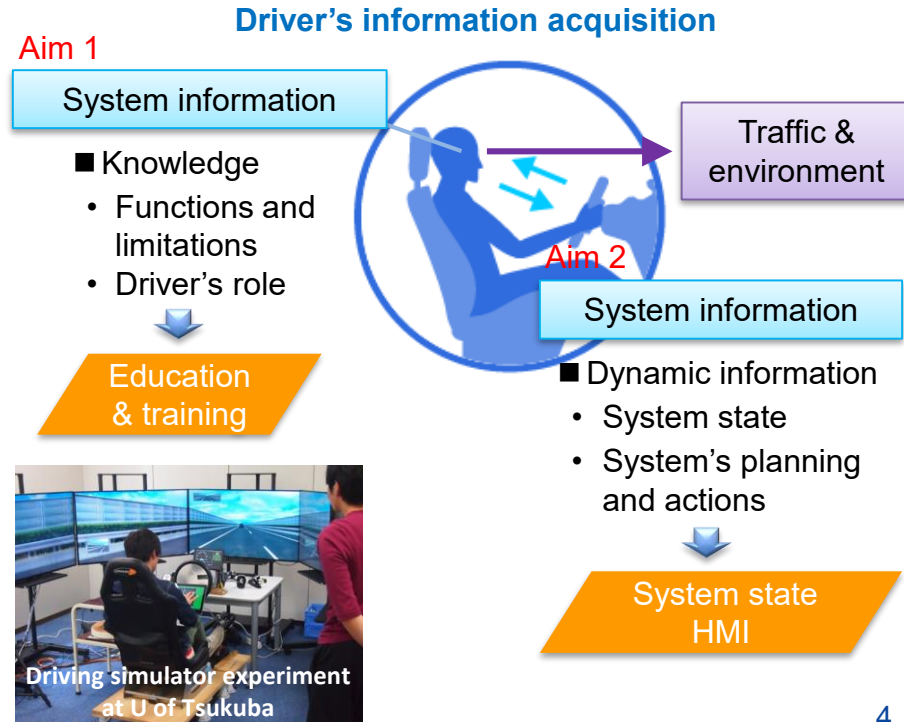 Driver’s information acquisition
Aim 1
System information
■ Knowledge
• Functions and
limitations
• Driver’s role
Education
& training
Traffic &
environment
Aim 2
System information
■ Dynamic information
• System state
• System’s planning
and actions
System state
HMI
Driving simulator experiment
at U of Tsukuba
4